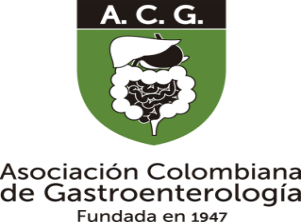 A. C. G.
Asociación Colombiana
de Gastroenterología
Fundada en 1947